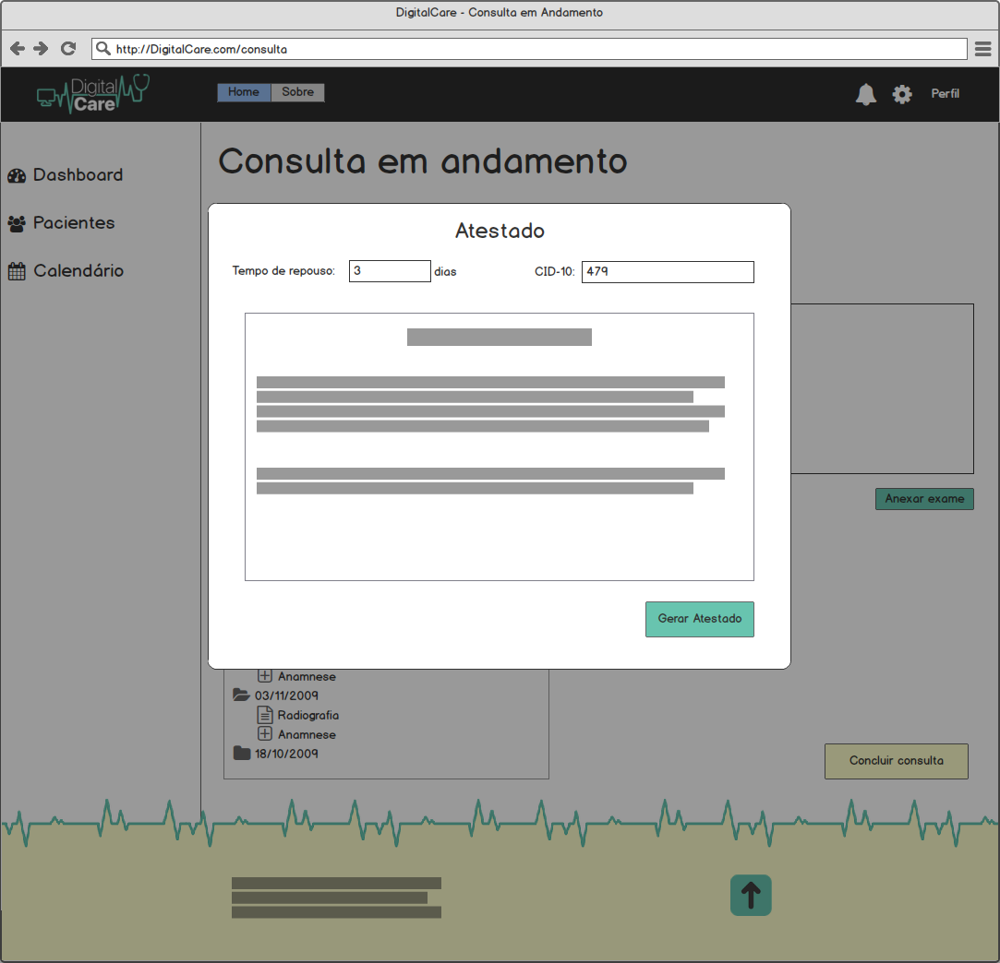 DigitalCare - Consulta em Andamento
http://DigitalCare.com/consulta
Digital
Care
Home
Sobre
Perfil
Dashboard
Pacientes
Calendário
Consulta em andamento
Atestado
Tempo de repouso: 3 dias
CID-10: 479
Gerar Atestado
Anexar exame
Anamnese
03/11/2009
Radiografia
Anamnese
18/10/2009
Concluir consulta